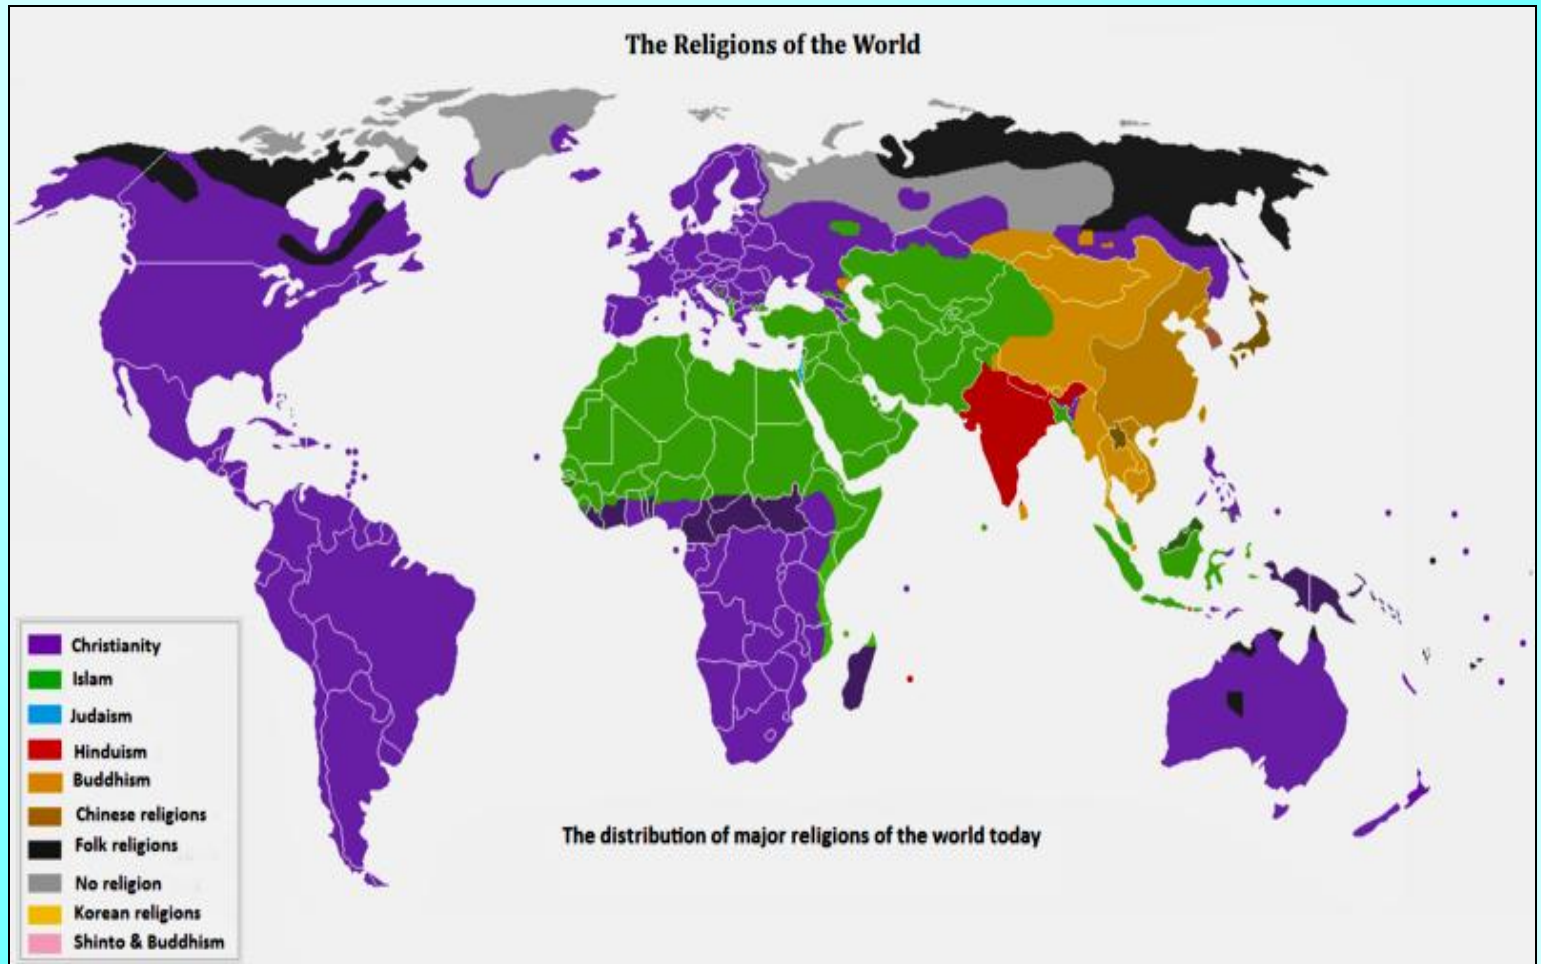 The Religions of the World
Christianity
Islam
Judaism
Hinduism
Buddhism
Chinese religions
Folk religions
No religion
Korean religions
Shinto & Buddhism
The distribution of major religions of the world today